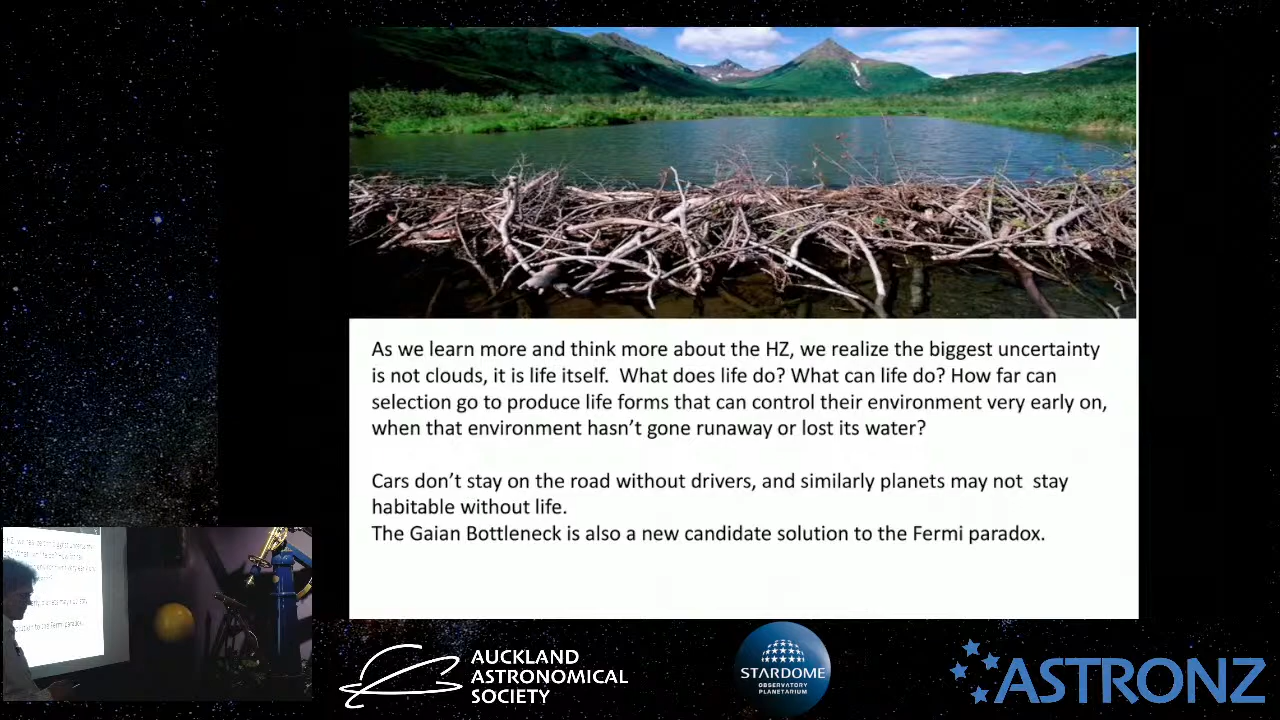 As we learn more and think more about the HZ, we realize the biggest uncertainty
is not clouds, it is life itself.  What does life do? What can life do? How far can
selection go to produce life forms that can control their environment very early on,
when that environment hasn’t gone runaway or lost its water?
Cars don’t stay on the road without drivers, and similarly planets may not  stay
habitable without life.
The Gaian Bottleneck is also a new candidate solution to the Fermi paradox.
AUCKLAND
ASTRONOMICAL
SOCIETY
STARDOME
OBSERVATORY
PLANETARIUM
ASTRONZ